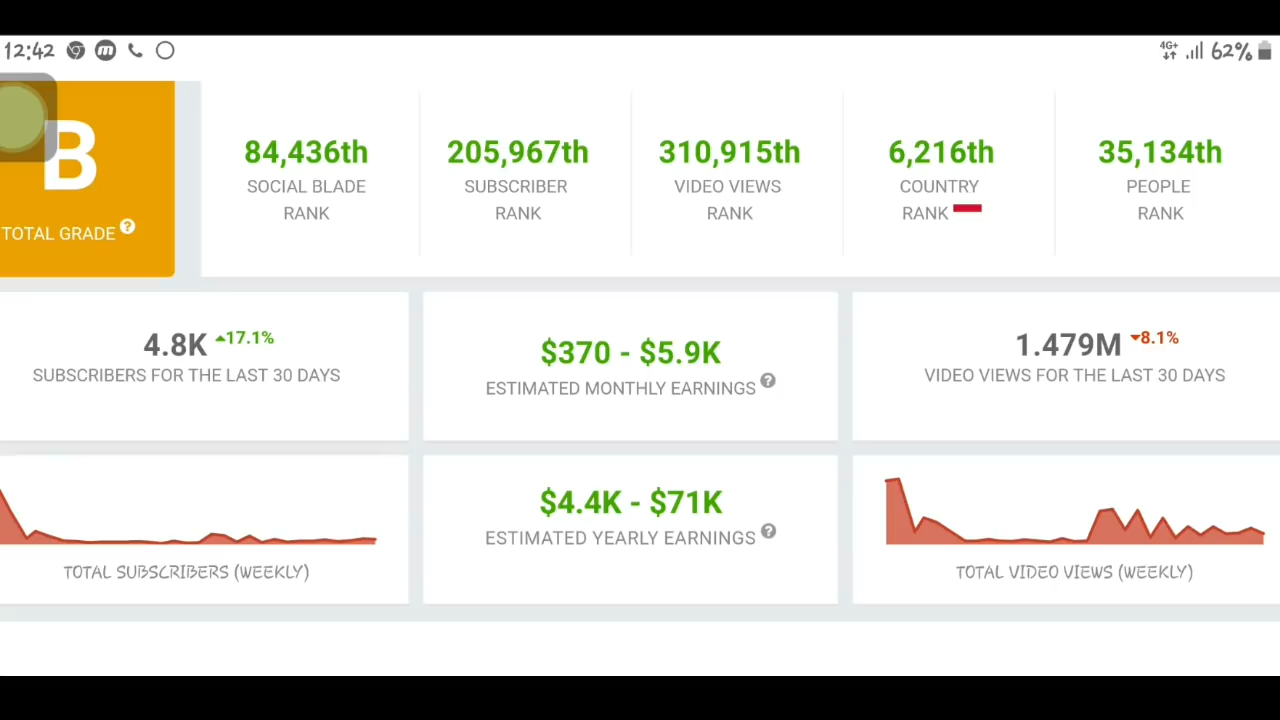 12:42 4G+ 62%
B
TOTAL GRADE ?
84,436th
SOCIAL BLADE
RANK
205,967th
SUBSCRIBER
RANK
310,915th
VIDEO VIEWS
RANK
6,216th
COUNTRY
RANK
35,134th
PEOPLE
RANK
4.8K 17.1%
SUBSCRIBERS FOR THE LAST 30 DAYS
$370 - $5.9K
ESTIMATED MONTHLY EARNINGS ?
1.479M 8.1%
VIDEO VIEWS FOR THE LAST 30 DAYS
TOTAL SUBSCRIBERS (WEEKLY)
$4.4K - $71K
ESTIMATED YEARLY EARNINGS ?
TOTAL VIDEO VIEWS (WEEKLY)